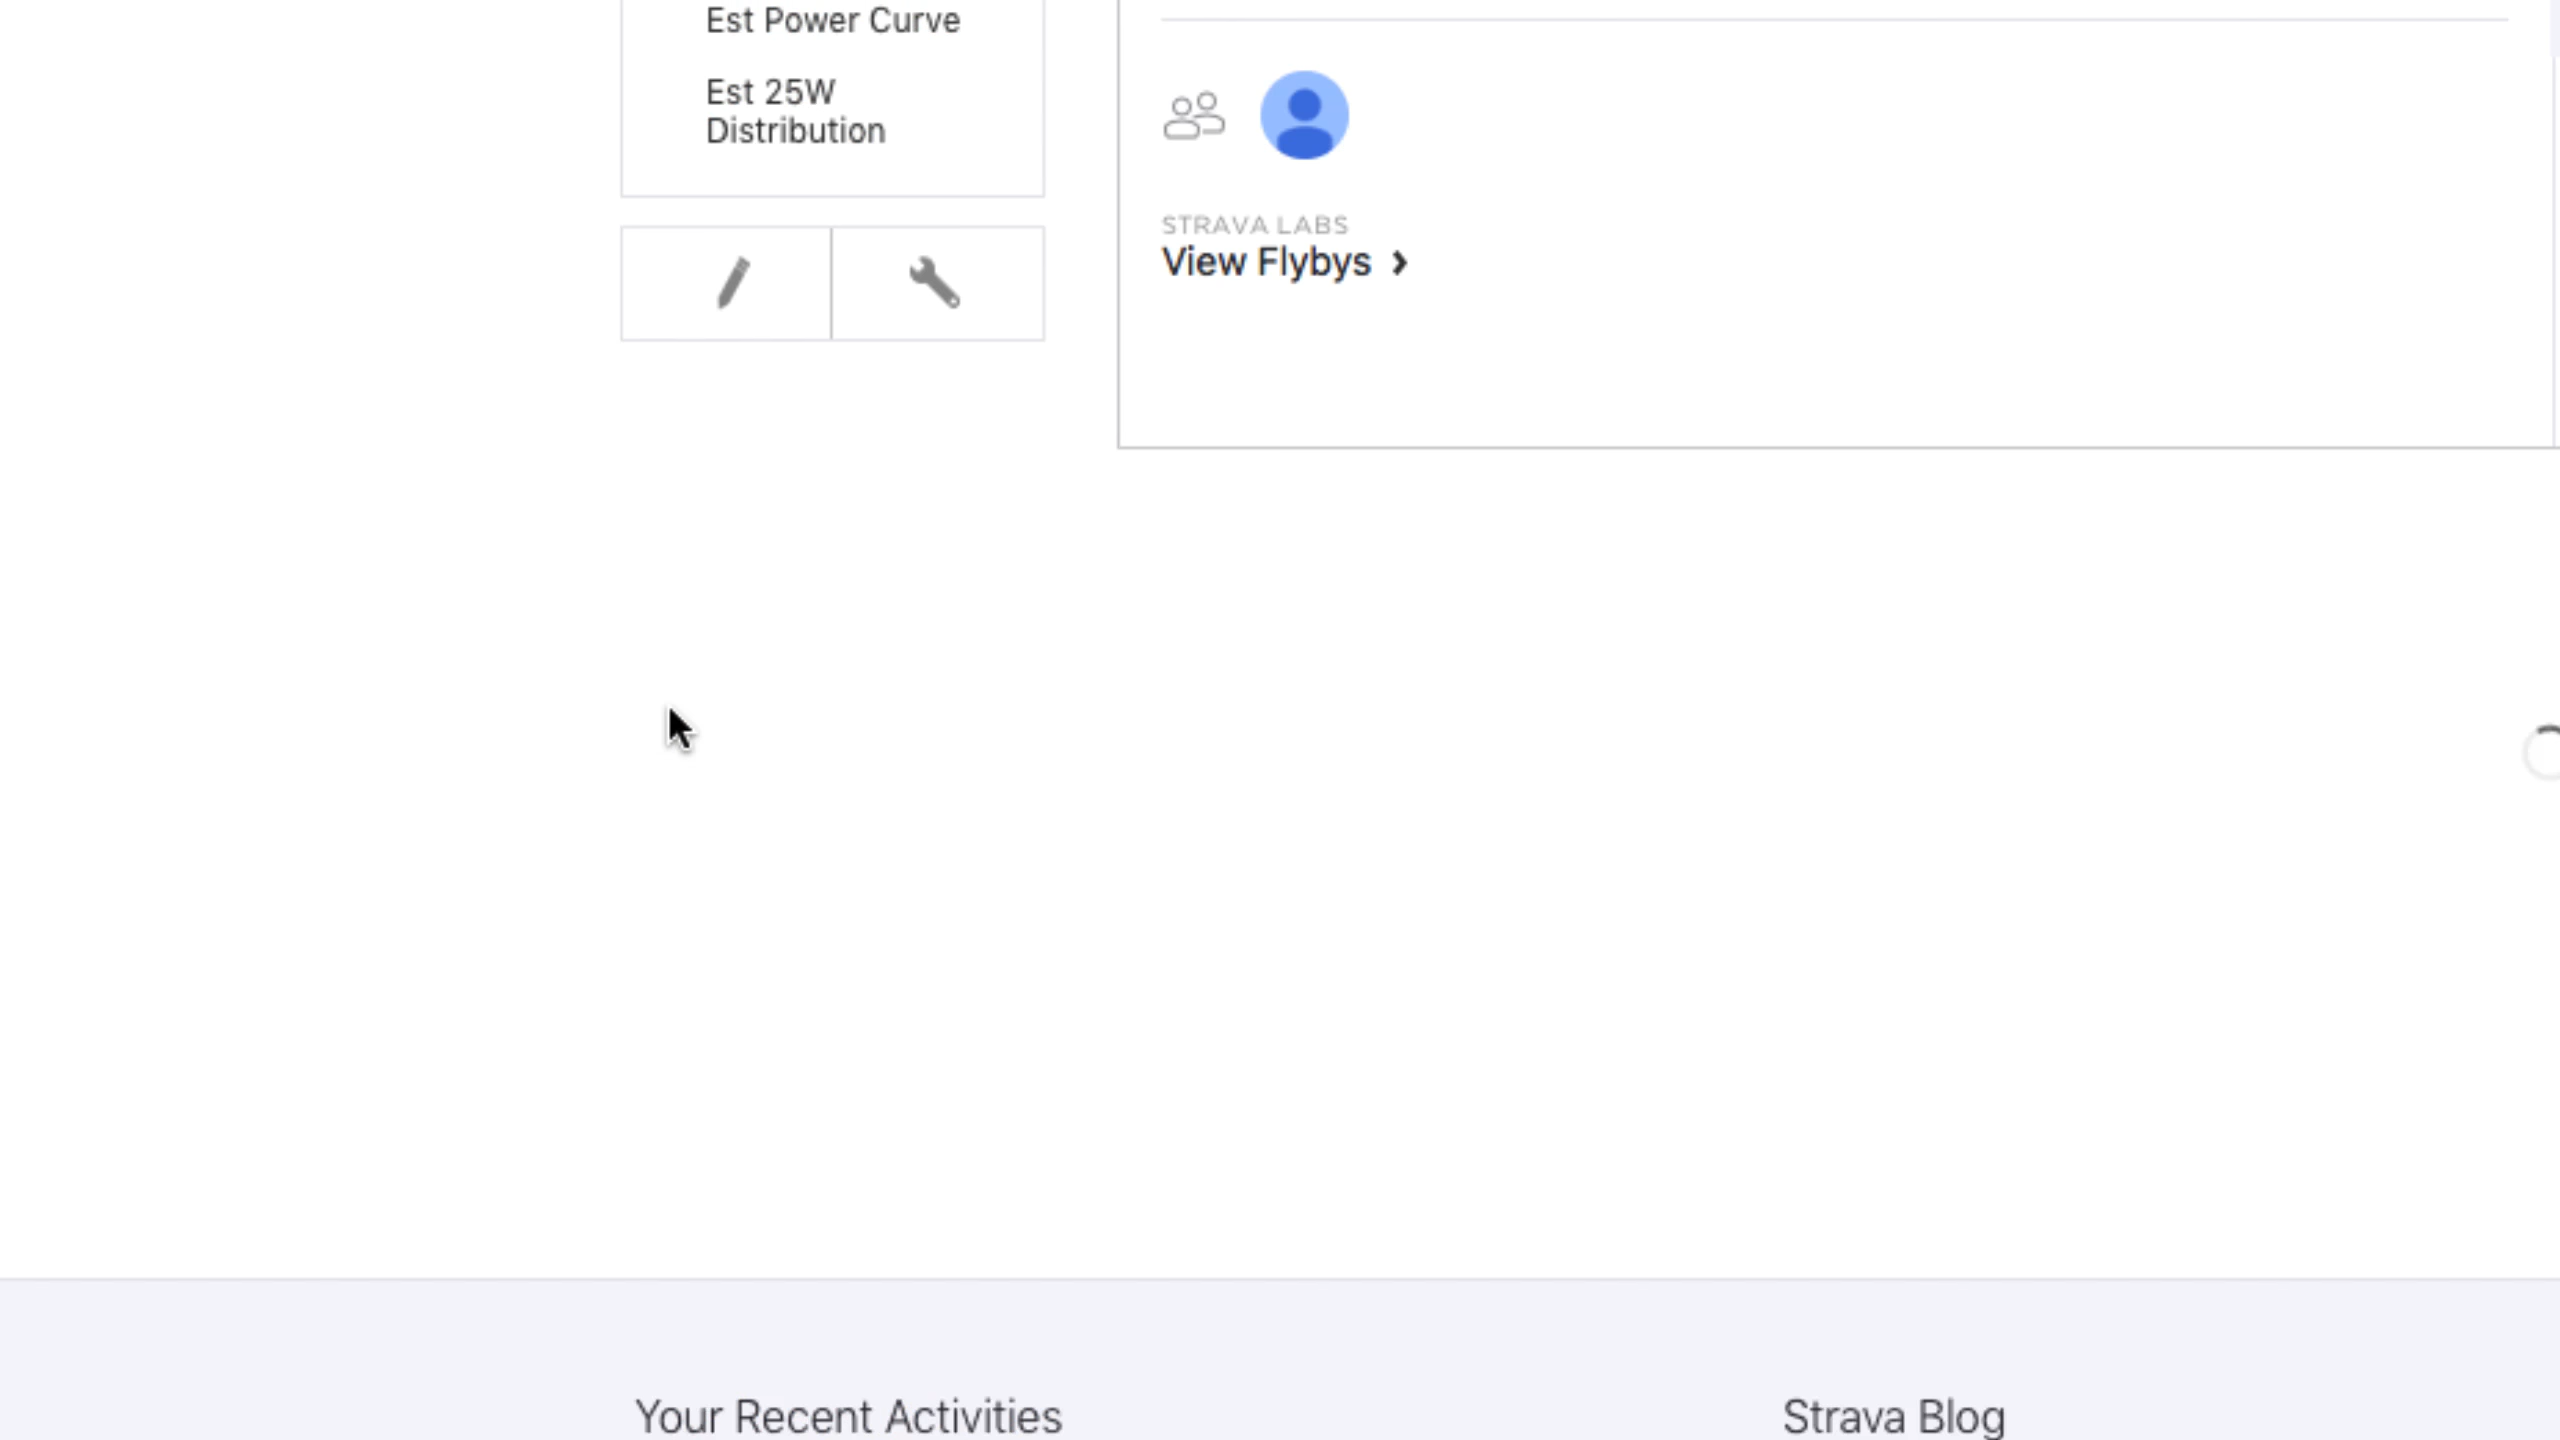 Est Power Curve
Est 25W
Distribution
STRAVA LABS
View Flybys
Your Recent Activities
Strava Blog